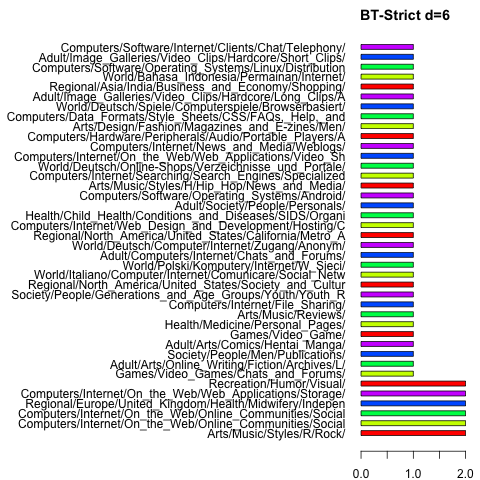 BT-Strict d=6
Computers/Software/Internet/Clients/Chat/Telephony/
Adult/Image_Galleries/Video_Clips/Hardcore/Short_Clips/
Computers/Software/Operating_Systems/Linux/Distribution
World/Bahasa_Indonesia/Permainan/Internet/
Regional/Asia/India/Business_and_Economy/Shopping/
Adult/Image_Galleries/Video_Clips/Hardcore/Long_Clips/A
World/Deutsch/Spiele/Computerspiele/Browserbasiert/
Computers/Data_Formats/Style_Sheets/CSS/FAQs,_Help,_and
Arts/Design/Fashion/Magazines_and_E-zines/Men/
Computers/Hardware/Peripherals/Audio/Portable_Players/A
Computers/Internet/News_and_Media/Weblogs/
Computers/Internet/On_the_Web/Web_Applications/Video_Sh
World/Deutsch/Online-Shops/Verzeichnisse_und_Portale/
Computers/Internet/Searching/Search_Engines/Specialized
Arts/Music/Styles/H/Hip_Hop/News_and_Media/
Computers/Software/Operating_Systems/Android/
Adult/Society/People/Personals/
Health/Child_Health/Conditions_and_Diseases/SIDS/Organi
Computers/Internet/Web_Design_and_Development/Hosting/C
Regional/North_America/United_States/California/Metro_A
World/Deutsch/Computer/Internet/Zugang/Anonym/
Adult/Computers/Internet/Chats_and_Forums/
World/Polski/Komputery/Internet/W_Sieci/
World/Italiano/Computer/Internet/Comunicare/Social_Netw
Regional/North_America/United_States/Society_and_Cultur
Society/People/Generations_and_Age_Groups/Youth/Youth_R
Computers/Internet/File_Sharing/
Arts/Music/Reviews/
Health/Medicine/Personal_Pages/
Games/Video_Game/
Adult/Arts/Comics/Hentai_Manga/
Society/People/Men/Publications/
Adult/Arts/Online_Writing/Fiction/Archives/L/
Games/Video_Games/Chats_and_Forums/
Recreation/Humor/Visual/
Computers/Internet/On_the_Web/Web_Applications/Storage/
Regional/Europe/United_Kingdom/Health/Midwifery/Indepen
Computers/Internet/On_the_Web/Online_Communities/Social
Computers/Internet/On_the_Web/Online_Communities/Social
Arts/Music/Styles/R/Rock/
0.0 1.0 2.0